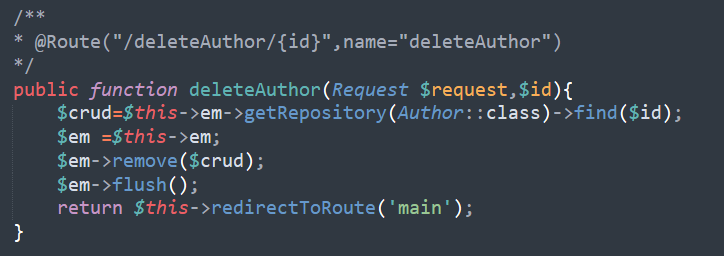 /**
* @Route("/deleteAuthor/{id}",name="deleteAuthor")
*/
public function deleteAuthor(Request $request,$id){
$crud=$this->em->getRepository(Author::class)->find($id);
$em =$this->em;
$em->remove($crud);
$em->flush();
return $this->redirectToRoute('main');
}